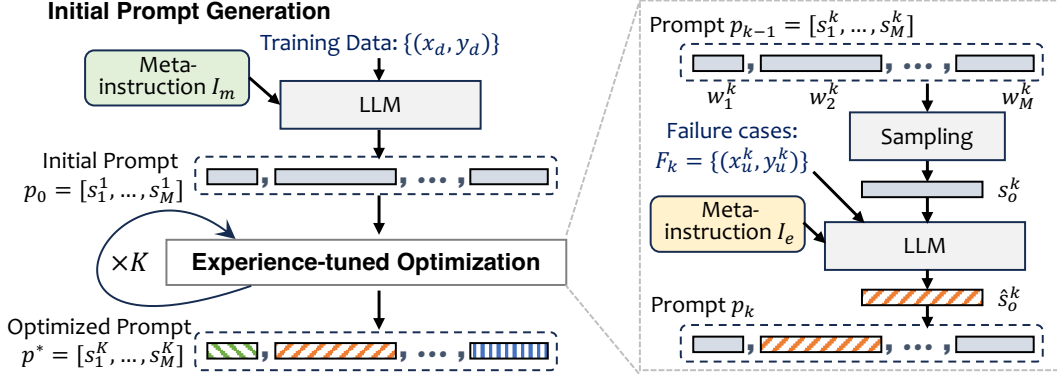 Initial Prompt Generation
Training Data: {(x_d, y_d)}
Meta-
instruction I_m
LLM
Initial Prompt
p_0 = [s_1^1, ..., s_M^1]
, , ... ,
×K
Experience-tuned Optimization
Optimized Prompt
p^* = [s_1^K, ..., s_M^K]
, , ... ,
Prompt p_{k-1} = [s_1^k, ..., s_M^k]
, , ... ,
w_1^k w_2^k w_M^k
Sampling
Failure cases:
F_k = {(x_u^k, y_u^k)}
s_o^k
Meta-
instruction I_e
LLM
ŝ_o^k
Prompt p_k
, , ... ,